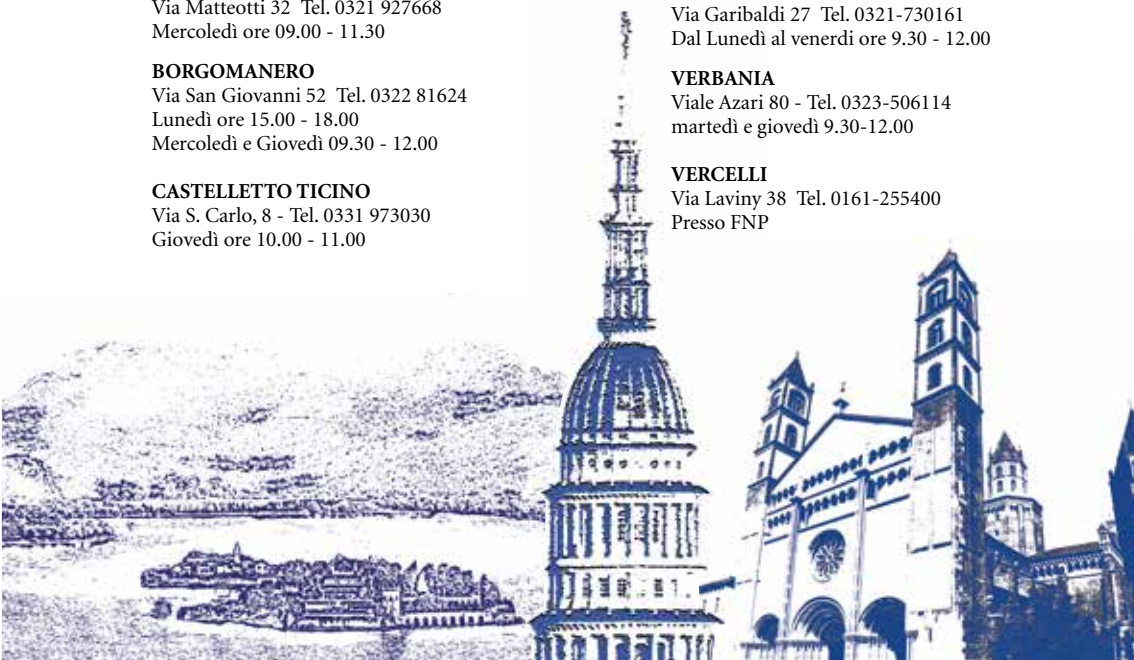 Via Matteotti 32 Tel. 0321 927668
Mercoledì ore 09.00 - 11.30
BORGOMANERO
Via San Giovanni 52 Tel. 0322 81624
Lunedì ore 15.00 - 18.00
Mercoledì e Giovedì 09.30 - 12.00
CASTELLETTO TICINO
Via S. Carlo, 8 - Tel. 0331 973030
Giovedì ore 10.00 - 11.00
Via Garibaldi 27 Tel. 0321-730161
Dal Lunedì al venerdi ore 9.30 - 12.00
VERBANIA
Viale Azari 80 - Tel. 0323-506114
martedì e giovedì 9.30-12.00
VERCELLI
Via Laviny 38 Tel. 0161-255400
Presso FNP